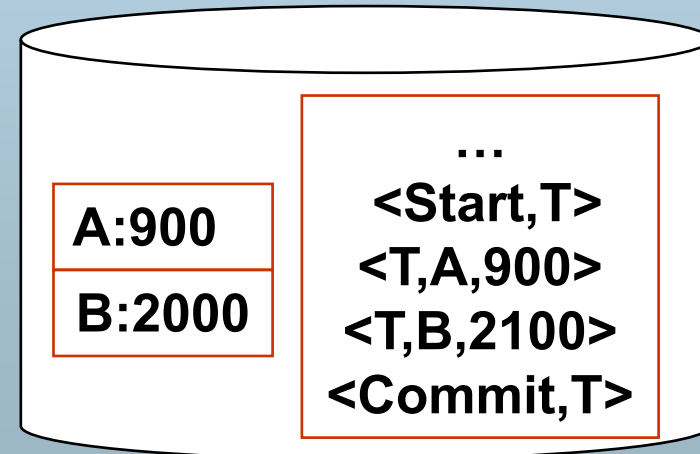 A:900
B:2000
...
<Start,T>
<T,A,900>
<T,B,2100>
<Commit,T>